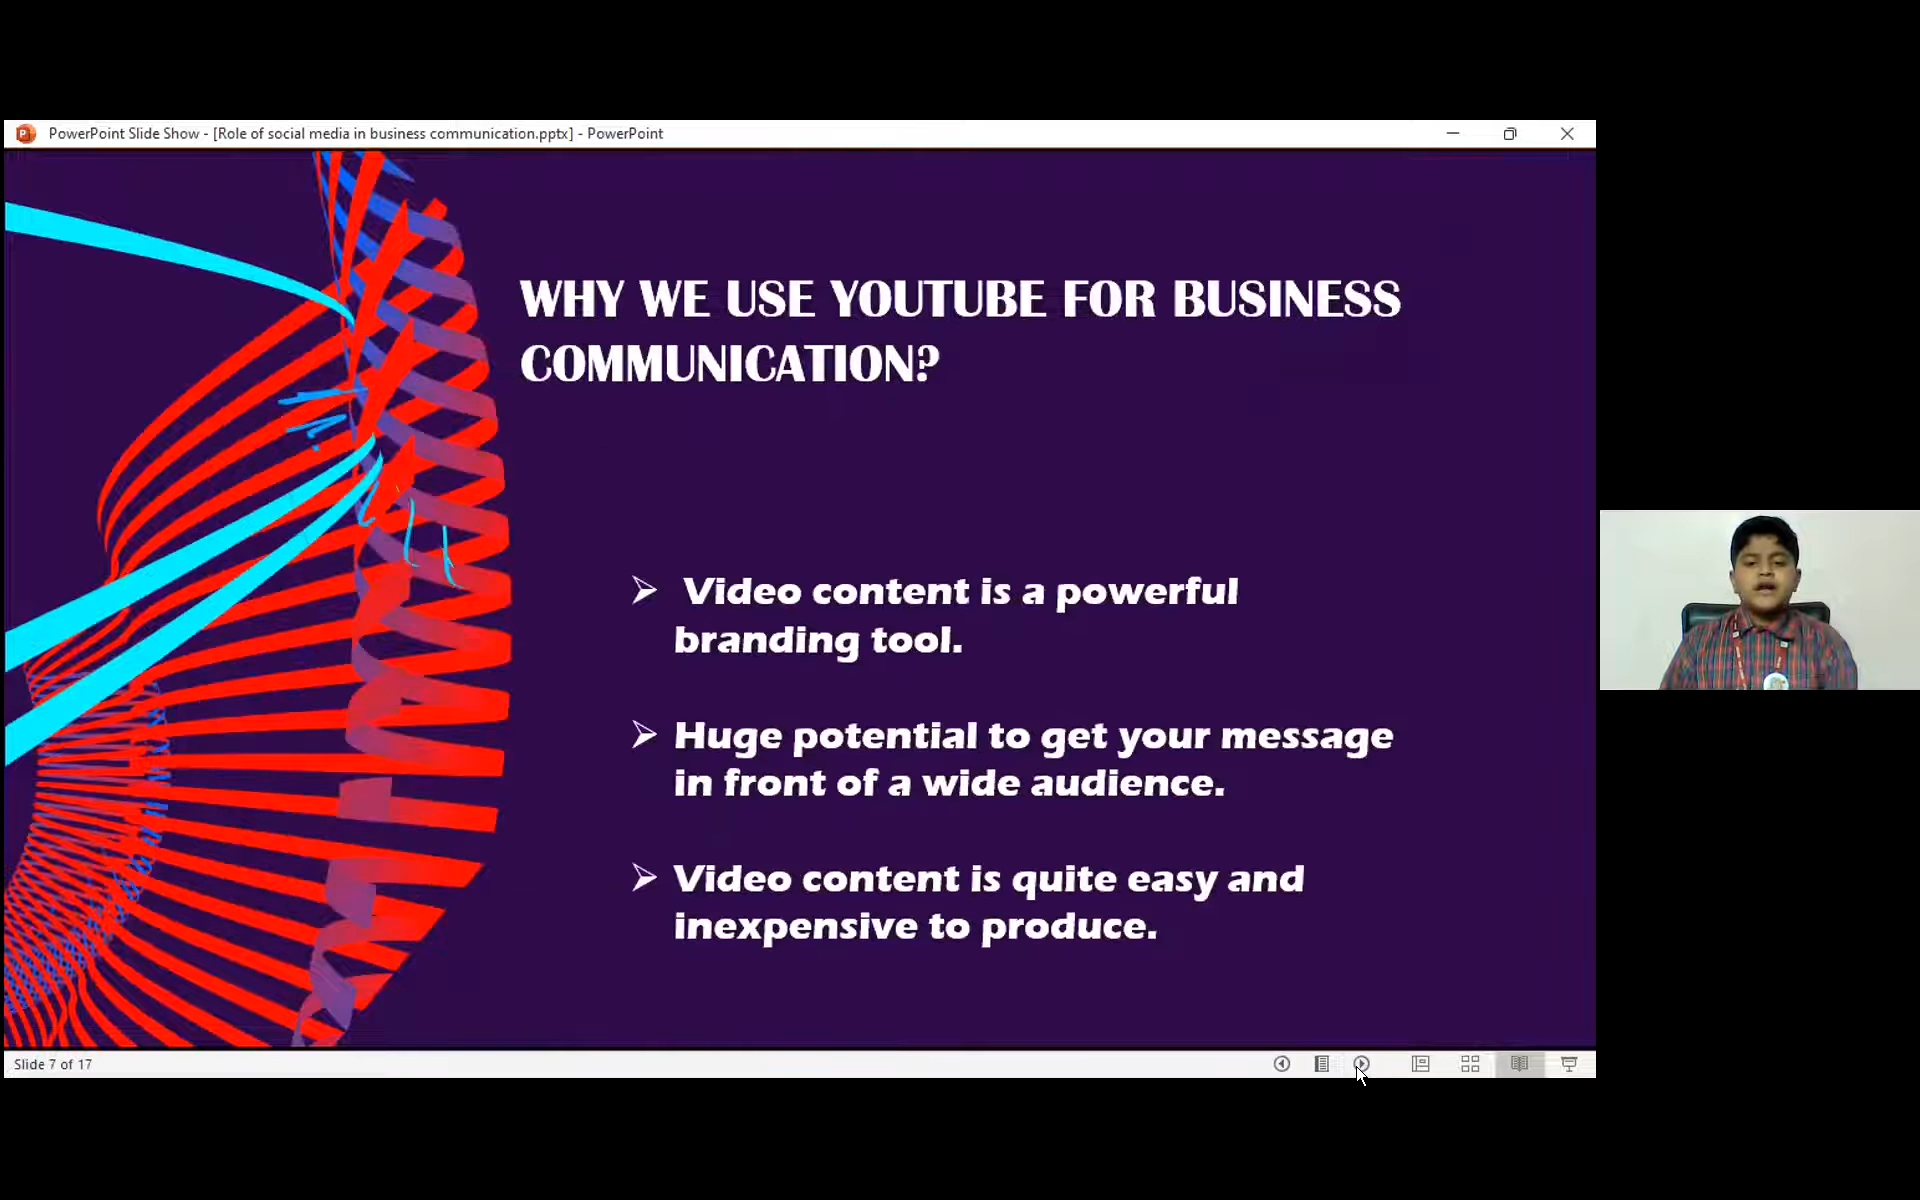 PowerPoint Slide Show - [Role of social media in business communication.pptx] - PowerPoint
WHY WE USE YOUTUBE FOR BUSINESS
COMMUNICATION?
➢ Video content is a powerful
branding tool.
➢ Huge potential to get your message
in front of a wide audience.
➢ Video content is quite easy and
inexpensive to produce.
Slide 7 of 17